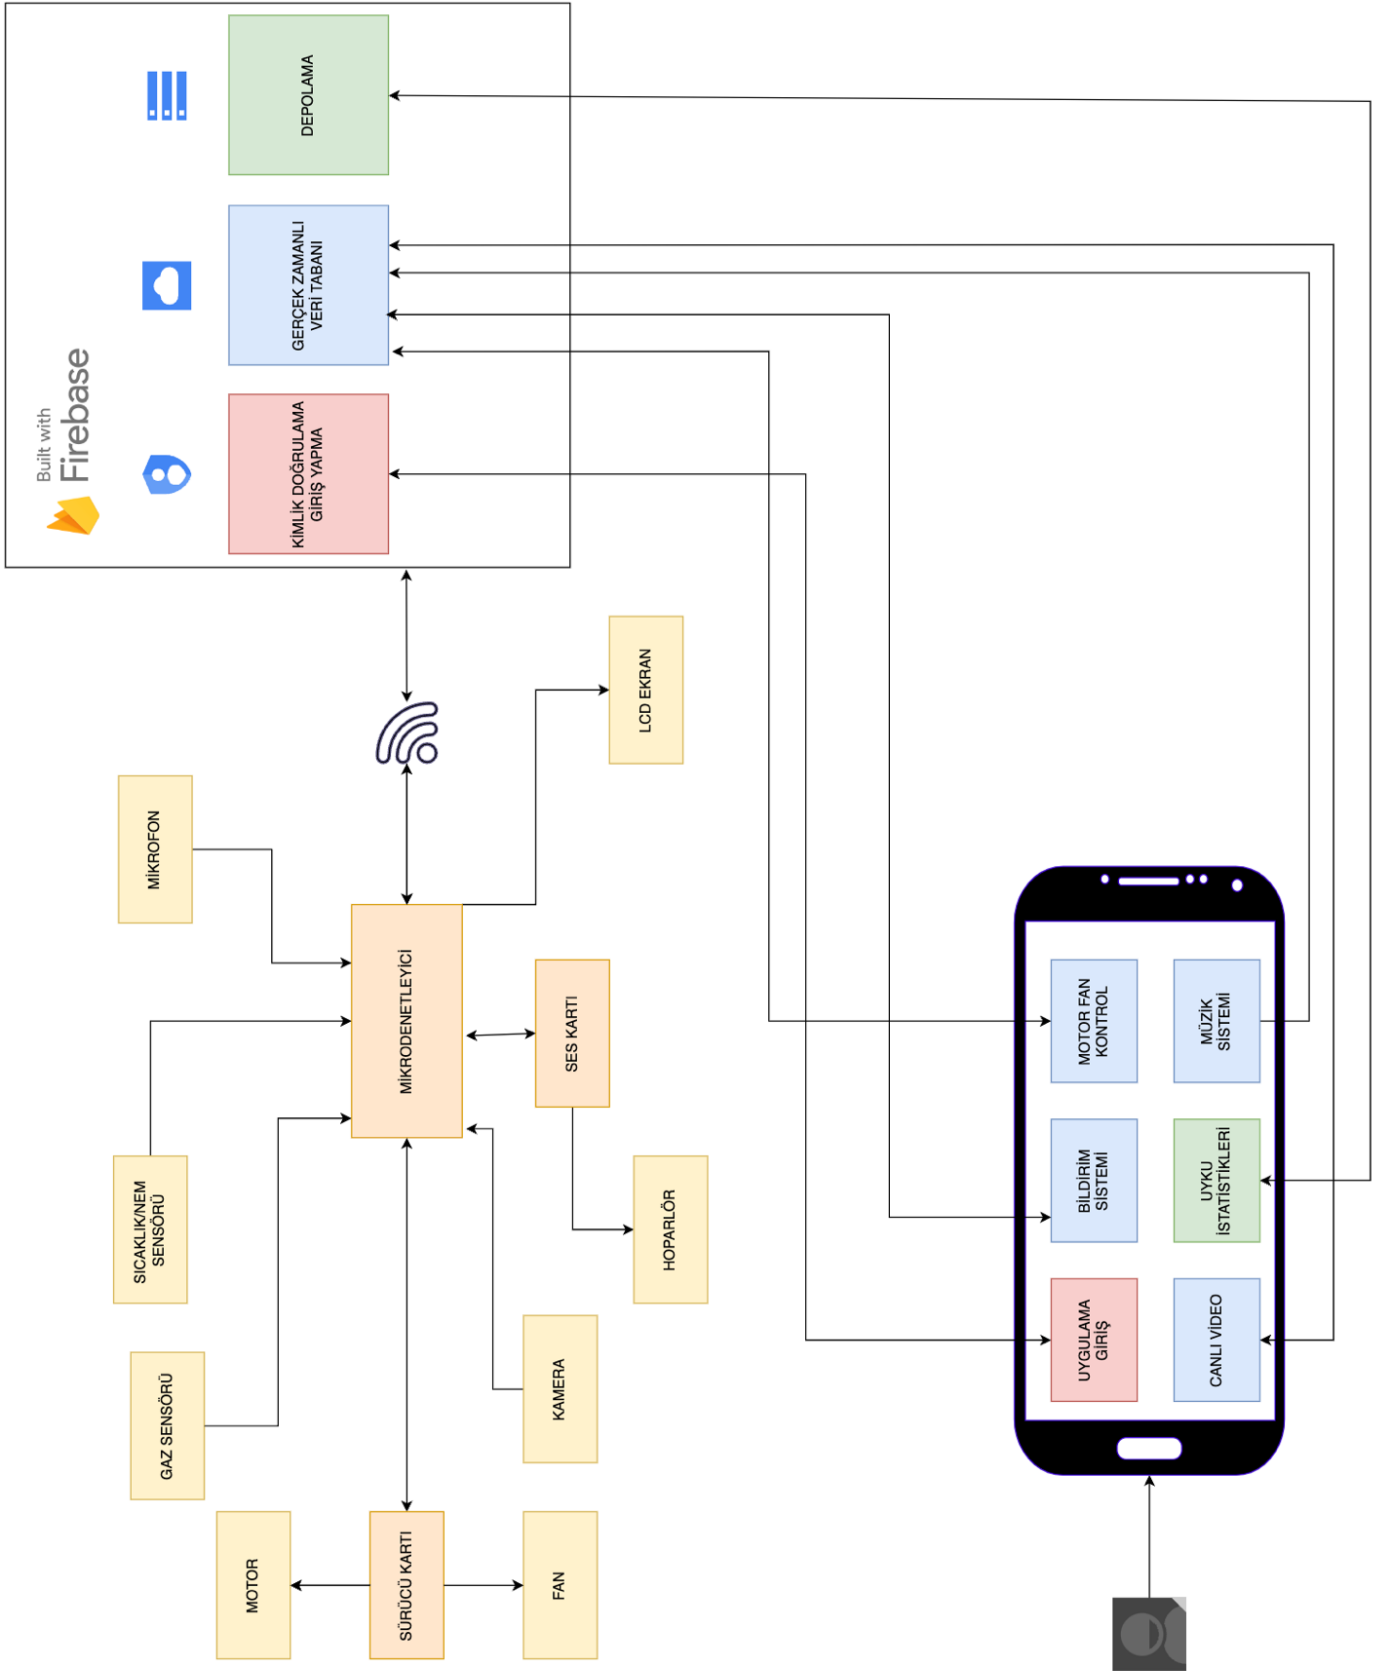 Built with
Firebase
KİMLİK DOĞRULAMA
GİRİŞ YAPMA
GERÇEK ZAMANLI
VERİ TABANI
DEPOLAMA
MOTOR
GAZ SENSÖRÜ
SICAKLIK/NEM
SENSÖRÜ
MİKROFON
SÜRÜCÜ KARTI
MİKRODENETLEYİCİ
FAN
KAMERA
SES KARTI
HOPARLÖR
LCD EKRAN
UYGULAMA
GİRİŞ
BİLDİRİM
SİSTEMİ
MOTOR FAN
KONTROL
CANLI VİDEO
UYKU
İSTATİSTİKLERİ
MÜZİK
SİSTEMİ